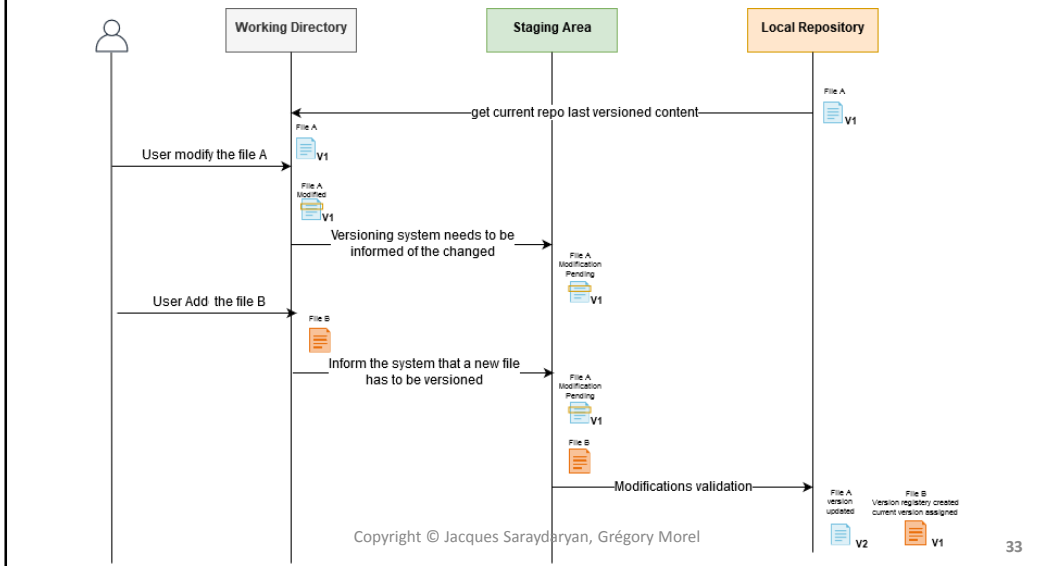 Working Directory
Staging Area
Local Repository
File A
V1
get current repo last versioned content
File A
V1
User modify the file A
File A
Modified
V1
Versioning system needs to be
informed of the changed
File A
Modification
Pending
V1
User Add the file B
File B
Inform the system that a new file
has to be versioned
File A
Modification
Pending
V1
File B
Modifications validation
File A
version
updated
V2
File B
Version registery created
current version assigned
V1
Copyright © Jacques Saraydaryan, Grégory Morel
33